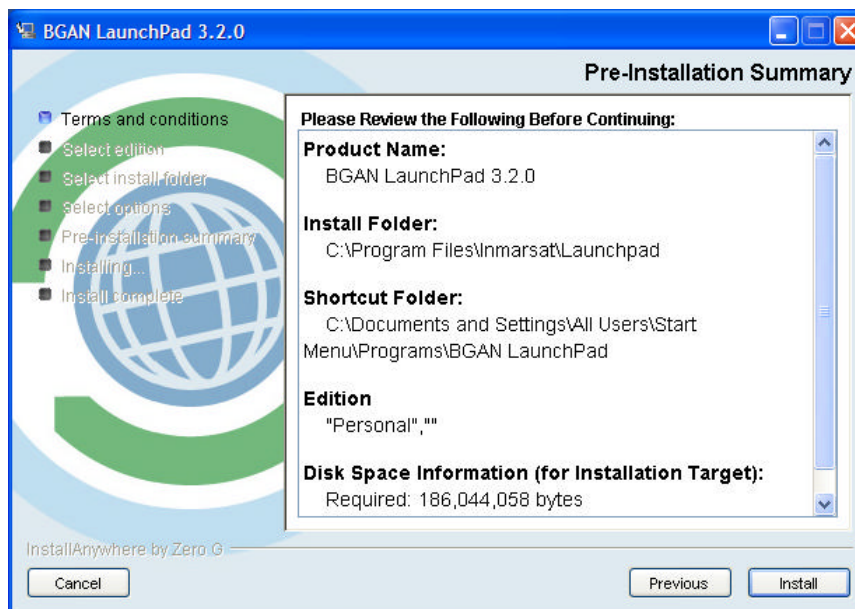 BGAN LaunchPad 3.2.0
Pre-Installation Summary
Terms and conditions
Select edition
Select install folder
Select options
Pre-installation summary
Installing...
Install complete
Please Review the Following Before Continuing:
Product Name:
BGAN LaunchPad 3.2.0
Install Folder:
C:\Program Files\Inmarsat\Launchpad
Shortcut Folder:
C:\Documents and Settings\All Users\Start
Menu\Programs\BGAN LaunchPad
Edition
"Personal",""
Disk Space Information (for Installation Target):
Required: 186,044,058 bytes
InstallAnywhere by Zero G
Cancel
Previous
Install